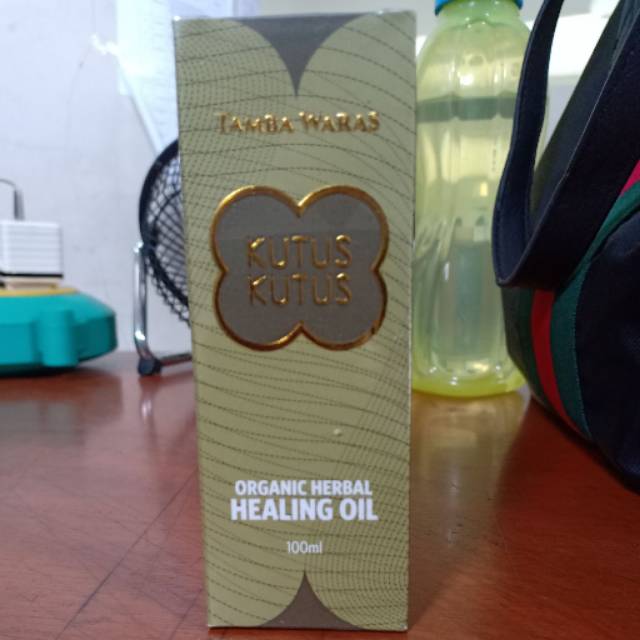 TAMBA WARAS
KUTUS
KUTUS
ORGANIC HERBAL
HEALING OIL
100ml